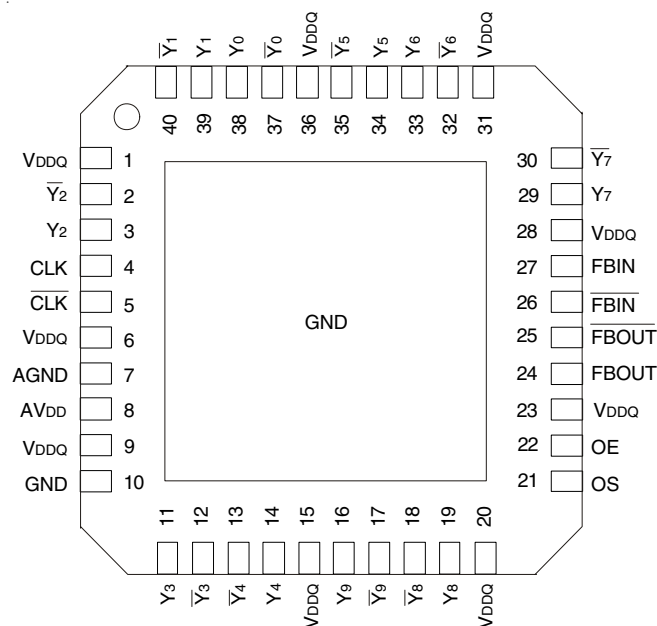 Y̅1 Y1 Y0 Y̅0 VDDQ Y̅5 Y5 Y6 Y̅6 VDDQ
40 39 38 37 36 35 34 33 32 31
VDDQ 1 30 Y̅7
Y̅2 2 29 Y7
Y2 3 28 VDDQ
CLK 4 27 FBIN
C̅L̅K̅ 5 26 F̅B̅I̅N̅
VDDQ 6 GND 25 F̅B̅O̅U̅T̅
AGND 7 24 FBOUT
AVDD 8 23 VDDQ
VDDQ 9 22 OE
GND 10 21 OS
11 12 13 14 15 16 17 18 19 20
Y3 Y̅3 Y̅4 Y4 VDDQ Y9 Y̅9 Y̅8 Y8 VDDQ